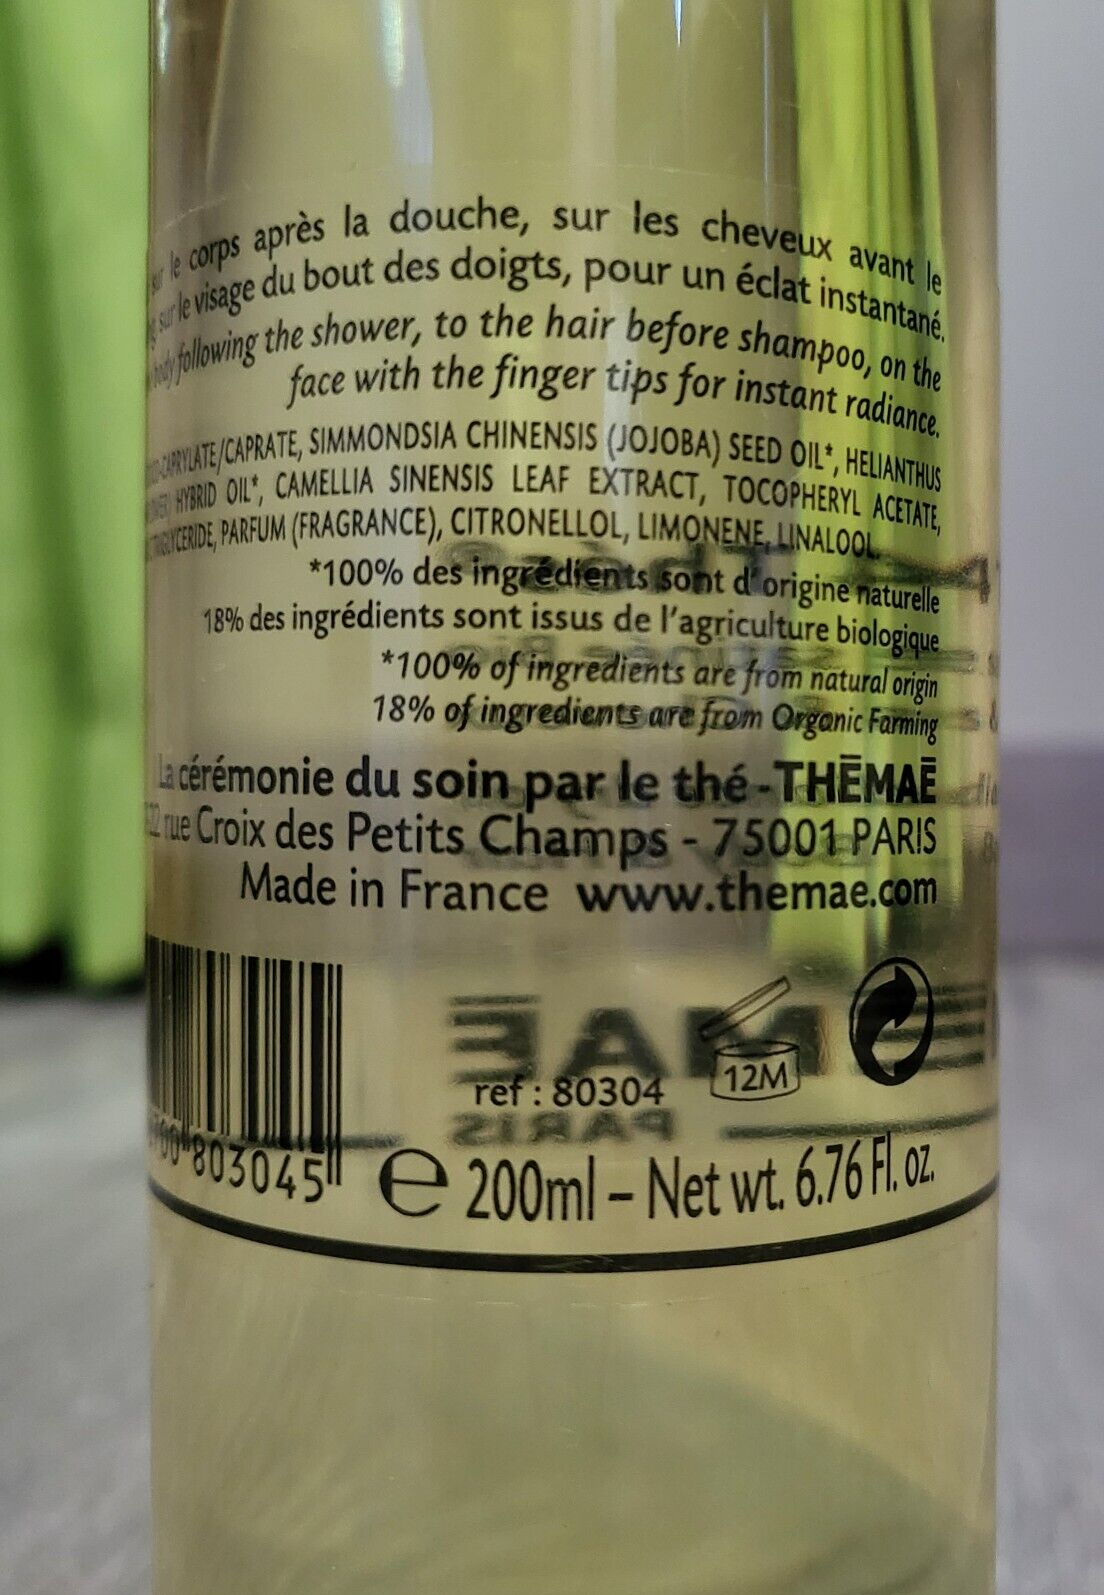 sur le corps après la douche, sur les cheveux avant le
sur le visage du bout des doigts, pour un éclat instantané.
body following the shower, to the hair before shampoo, on the
face with the finger tips for instant radiance.
CAPRYLATE/CAPRATE, SIMMONDSIA CHINENSIS (JOJOBA) SEED OIL*, HELIANTHUS
HYBRID OIL*, CAMELLIA SINENSIS LEAF EXTRACT, TOCOPHERYL ACETATE,
PARFUM (FRAGRANCE), CITRONELLOL, LIMONENE, LINALOOL.
*100% des ingrédients sont d'origine naturelle
18% des ingrédients sont issus de l'agriculture biologique
*100% of ingredients are from natural origin
18% of ingredients are from Organic Farming
La cérémonie du soin par le thé - THĒMAĒ
22 rue Croix des Petits Champs - 75001 PARIS
Made in France www.themae.com
12M
ref : 80304
803045
e 200ml – Net wt. 6.76 Fl. oz.